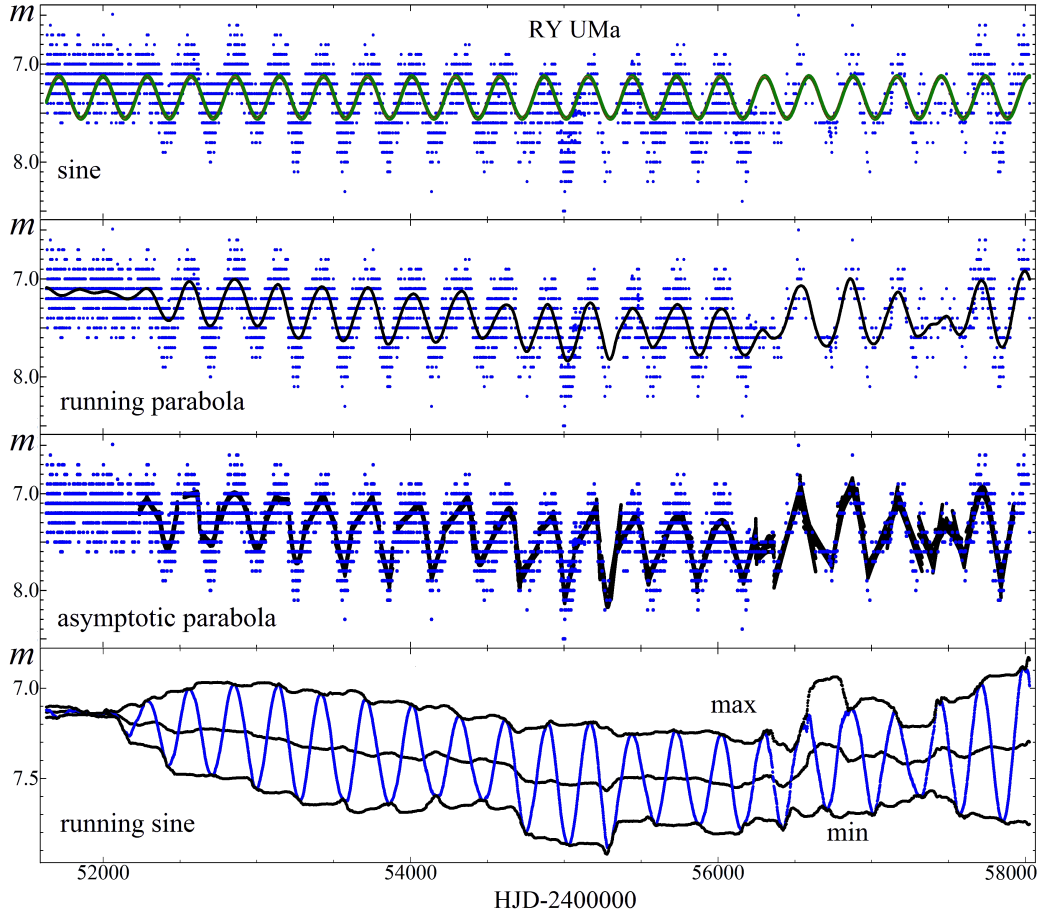 m
RY UMa
7.0
8.0
sine
m
7.0
8.0
running parabola
m
7.0
8.0
asymptotic parabola
m
7.0
max
7.5
running sine
min
52000 54000 56000 58000
HJD-2400000